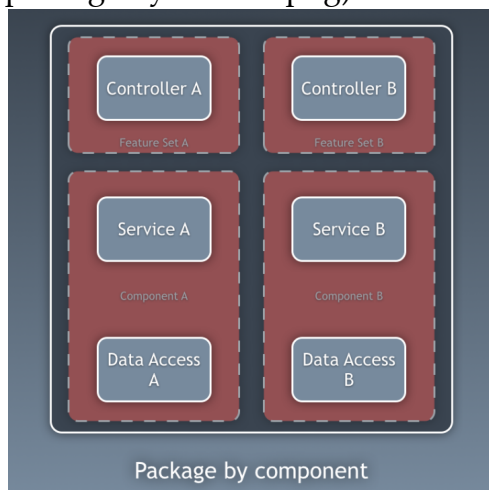 Controller A
Controller B
Feature Set A
Feature Set B
Service A
Service B
Component A
Component B
Data Access
A
Data Access
B
Package by component